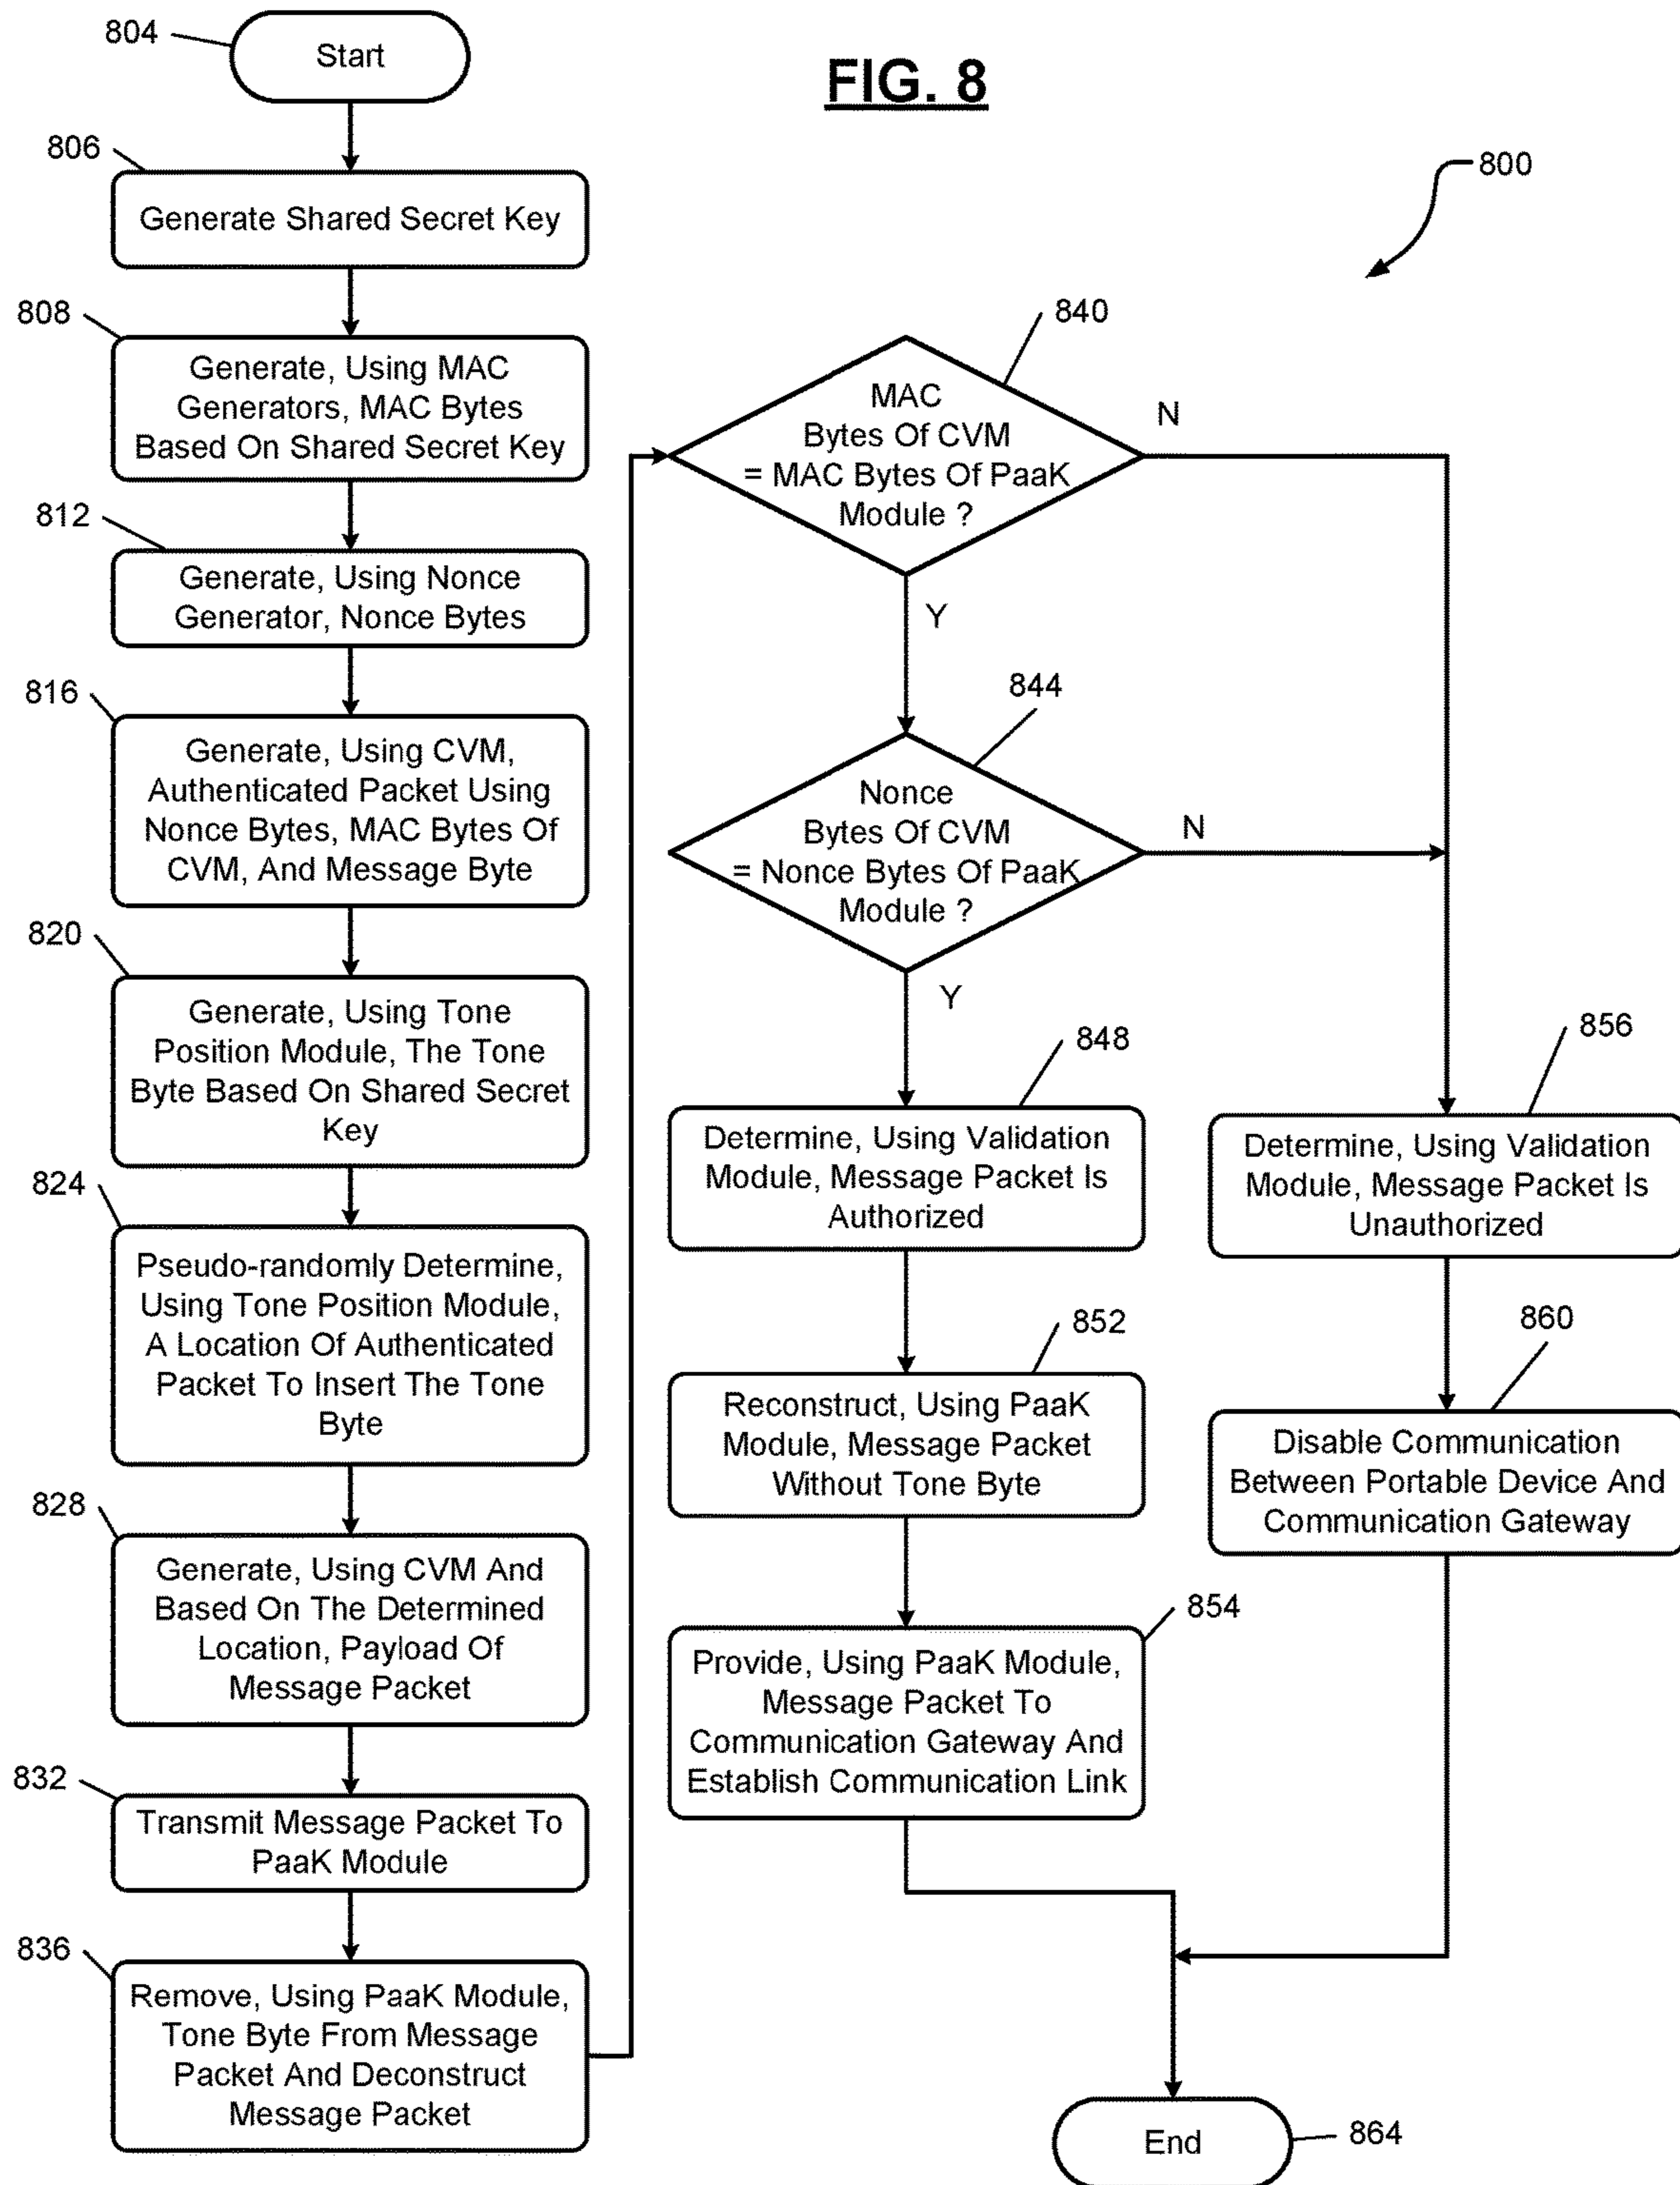 804
Start
FIG. 8
800
806
Generate Shared Secret Key
808
Generate, Using MAC
Generators, MAC Bytes
Based On Shared Secret Key
812
Generate, Using Nonce
Generator, Nonce Bytes
816
Generate, Using CVM,
Authenticated Packet Using
Nonce Bytes, MAC Bytes Of
CVM, And Message Byte
820
Generate, Using Tone
Position Module, The Tone
Byte Based On Shared Secret
Key
824
Pseudo-randomly Determine,
Using Tone Position Module,
A Location Of Authenticated
Packet To Insert The Tone
Byte
828
Generate, Using CVM And
Based On The Determined
Location, Payload Of
Message Packet
832
Transmit Message Packet To
PaaK Module
836
Remove, Using PaaK Module,
Tone Byte From Message
Packet And Deconstruct
Message Packet
840
MAC
Bytes Of CVM
= MAC Bytes Of PaaK
Module ?
N
Y
844
Nonce
Bytes Of CVM
= Nonce Bytes Of PaaK
Module ?
N
Y
848
Determine, Using Validation
Module, Message Packet Is
Authorized
852
Reconstruct, Using PaaK
Module, Message Packet
Without Tone Byte
854
Provide, Using PaaK Module,
Message Packet To
Communication Gateway And
Establish Communication Link
856
Determine, Using Validation
Module, Message Packet Is
Unauthorized
860
Disable Communication
Between Portable Device And
Communication Gateway
End
864